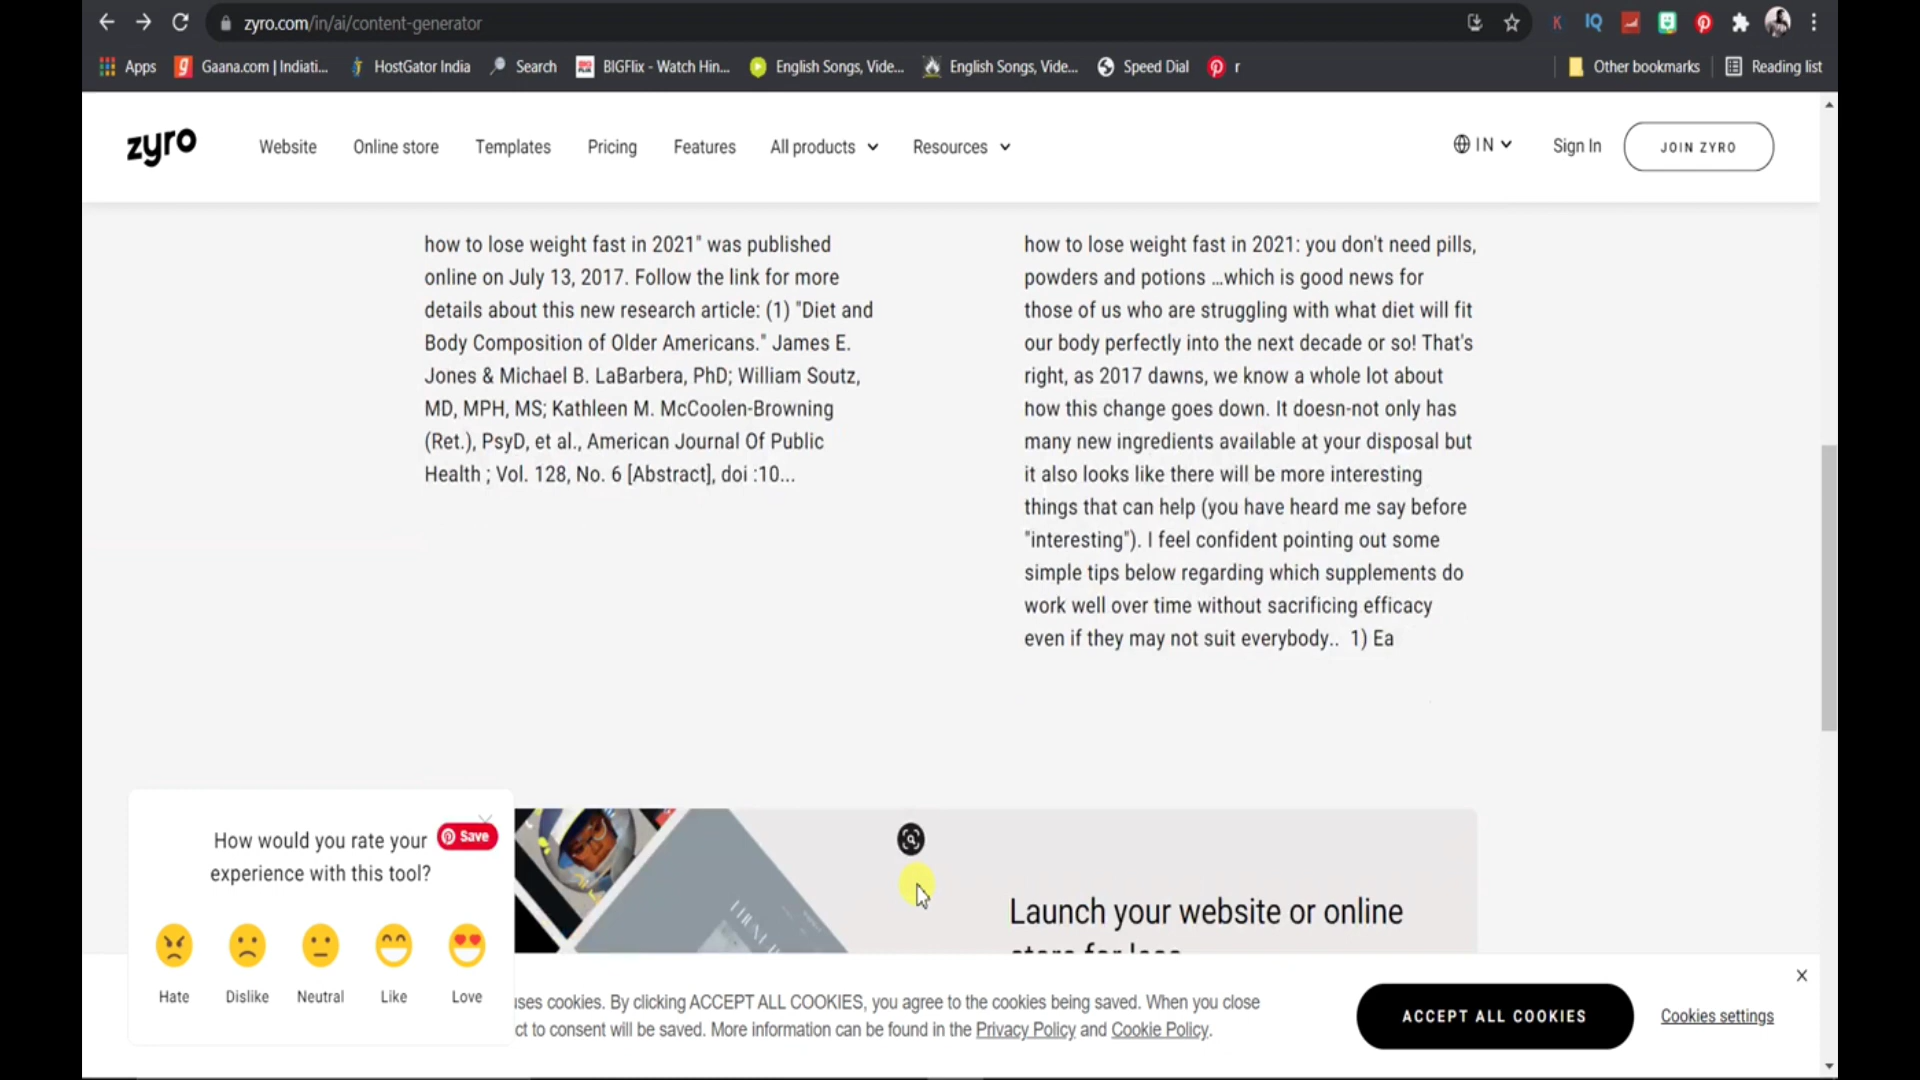 zyro.com/in/ai/content-generator
Apps
Gaana.com | Indiati...
HostGator India
Search
BIGFlix - Watch Hin...
English Songs, Vide...
English Songs, Vide...
Speed Dial
r
Other bookmarks
Reading list
zyro
Website
Online store
Templates
Pricing
Features
All products
Resources
IN
Sign In
JOIN ZYRO
how to lose weight fast in 2021" was published
online on July 13, 2017. Follow the link for more
details about this new research article: (1) "Diet and
Body Composition of Older Americans." James E.
Jones & Michael B. LaBarbera, PhD; William Soutz,
MD, MPH, MS; Kathleen M. McCoolen-Browning
(Ret.), PsyD, et al., American Journal Of Public
Health ; Vol. 128, No. 6 [Abstract], doi :10...
how to lose weight fast in 2021: you don't need pills,
powders and potions ...which is good news for
those of us who are struggling with what diet will fit
our body perfectly into the next decade or so! That's
right, as 2017 dawns, we know a whole lot about
how this change goes down. It doesn-not only has
many new ingredients available at your disposal but
it also looks like there will be more interesting
things that can help (you have heard me say before
"interesting"). I feel confident pointing out some
simple tips below regarding which supplements do
work well over time without sacrificing efficacy
even if they may not suit everybody.. 1) Ea
How would you rate your
experience with this tool?
Save
Hate
Dislike
Neutral
Like
Love
Launch your website or online
store for less
uses cookies. By clicking ACCEPT ALL COOKIES, you agree to the cookies being saved. When you close
ct to consent will be saved. More information can be found in the Privacy Policy and Cookie Policy.
ACCEPT ALL COOKIES
Cookies settings